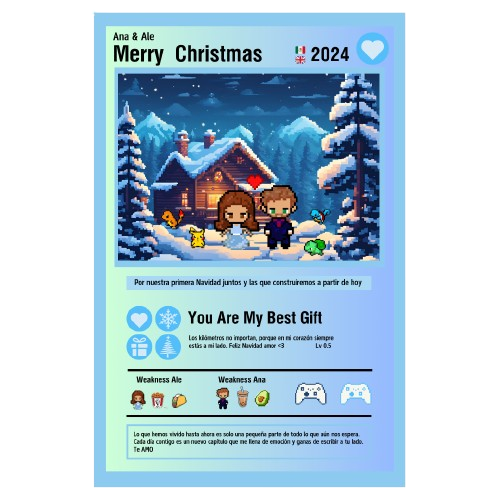 Ana & Ale
Merry Christmas
2024
Por nuestra primera Navidad juntos y las que construiremos a partir de hoy
You Are My Best Gift
Los kilómetros no importan, porque en mi corazón siempre
estás a mi lado. Feliz Navidad amor <3 Lv 0.5
Weakness Ale
Weakness Ana
Lo que hemos vivido hasta ahora es solo una pequeña parte de todo lo que aún nos espera.
Cada día contigo es un nuevo capítulo que me llena de emoción y ganas de escribir a tu lado.
Te AMO